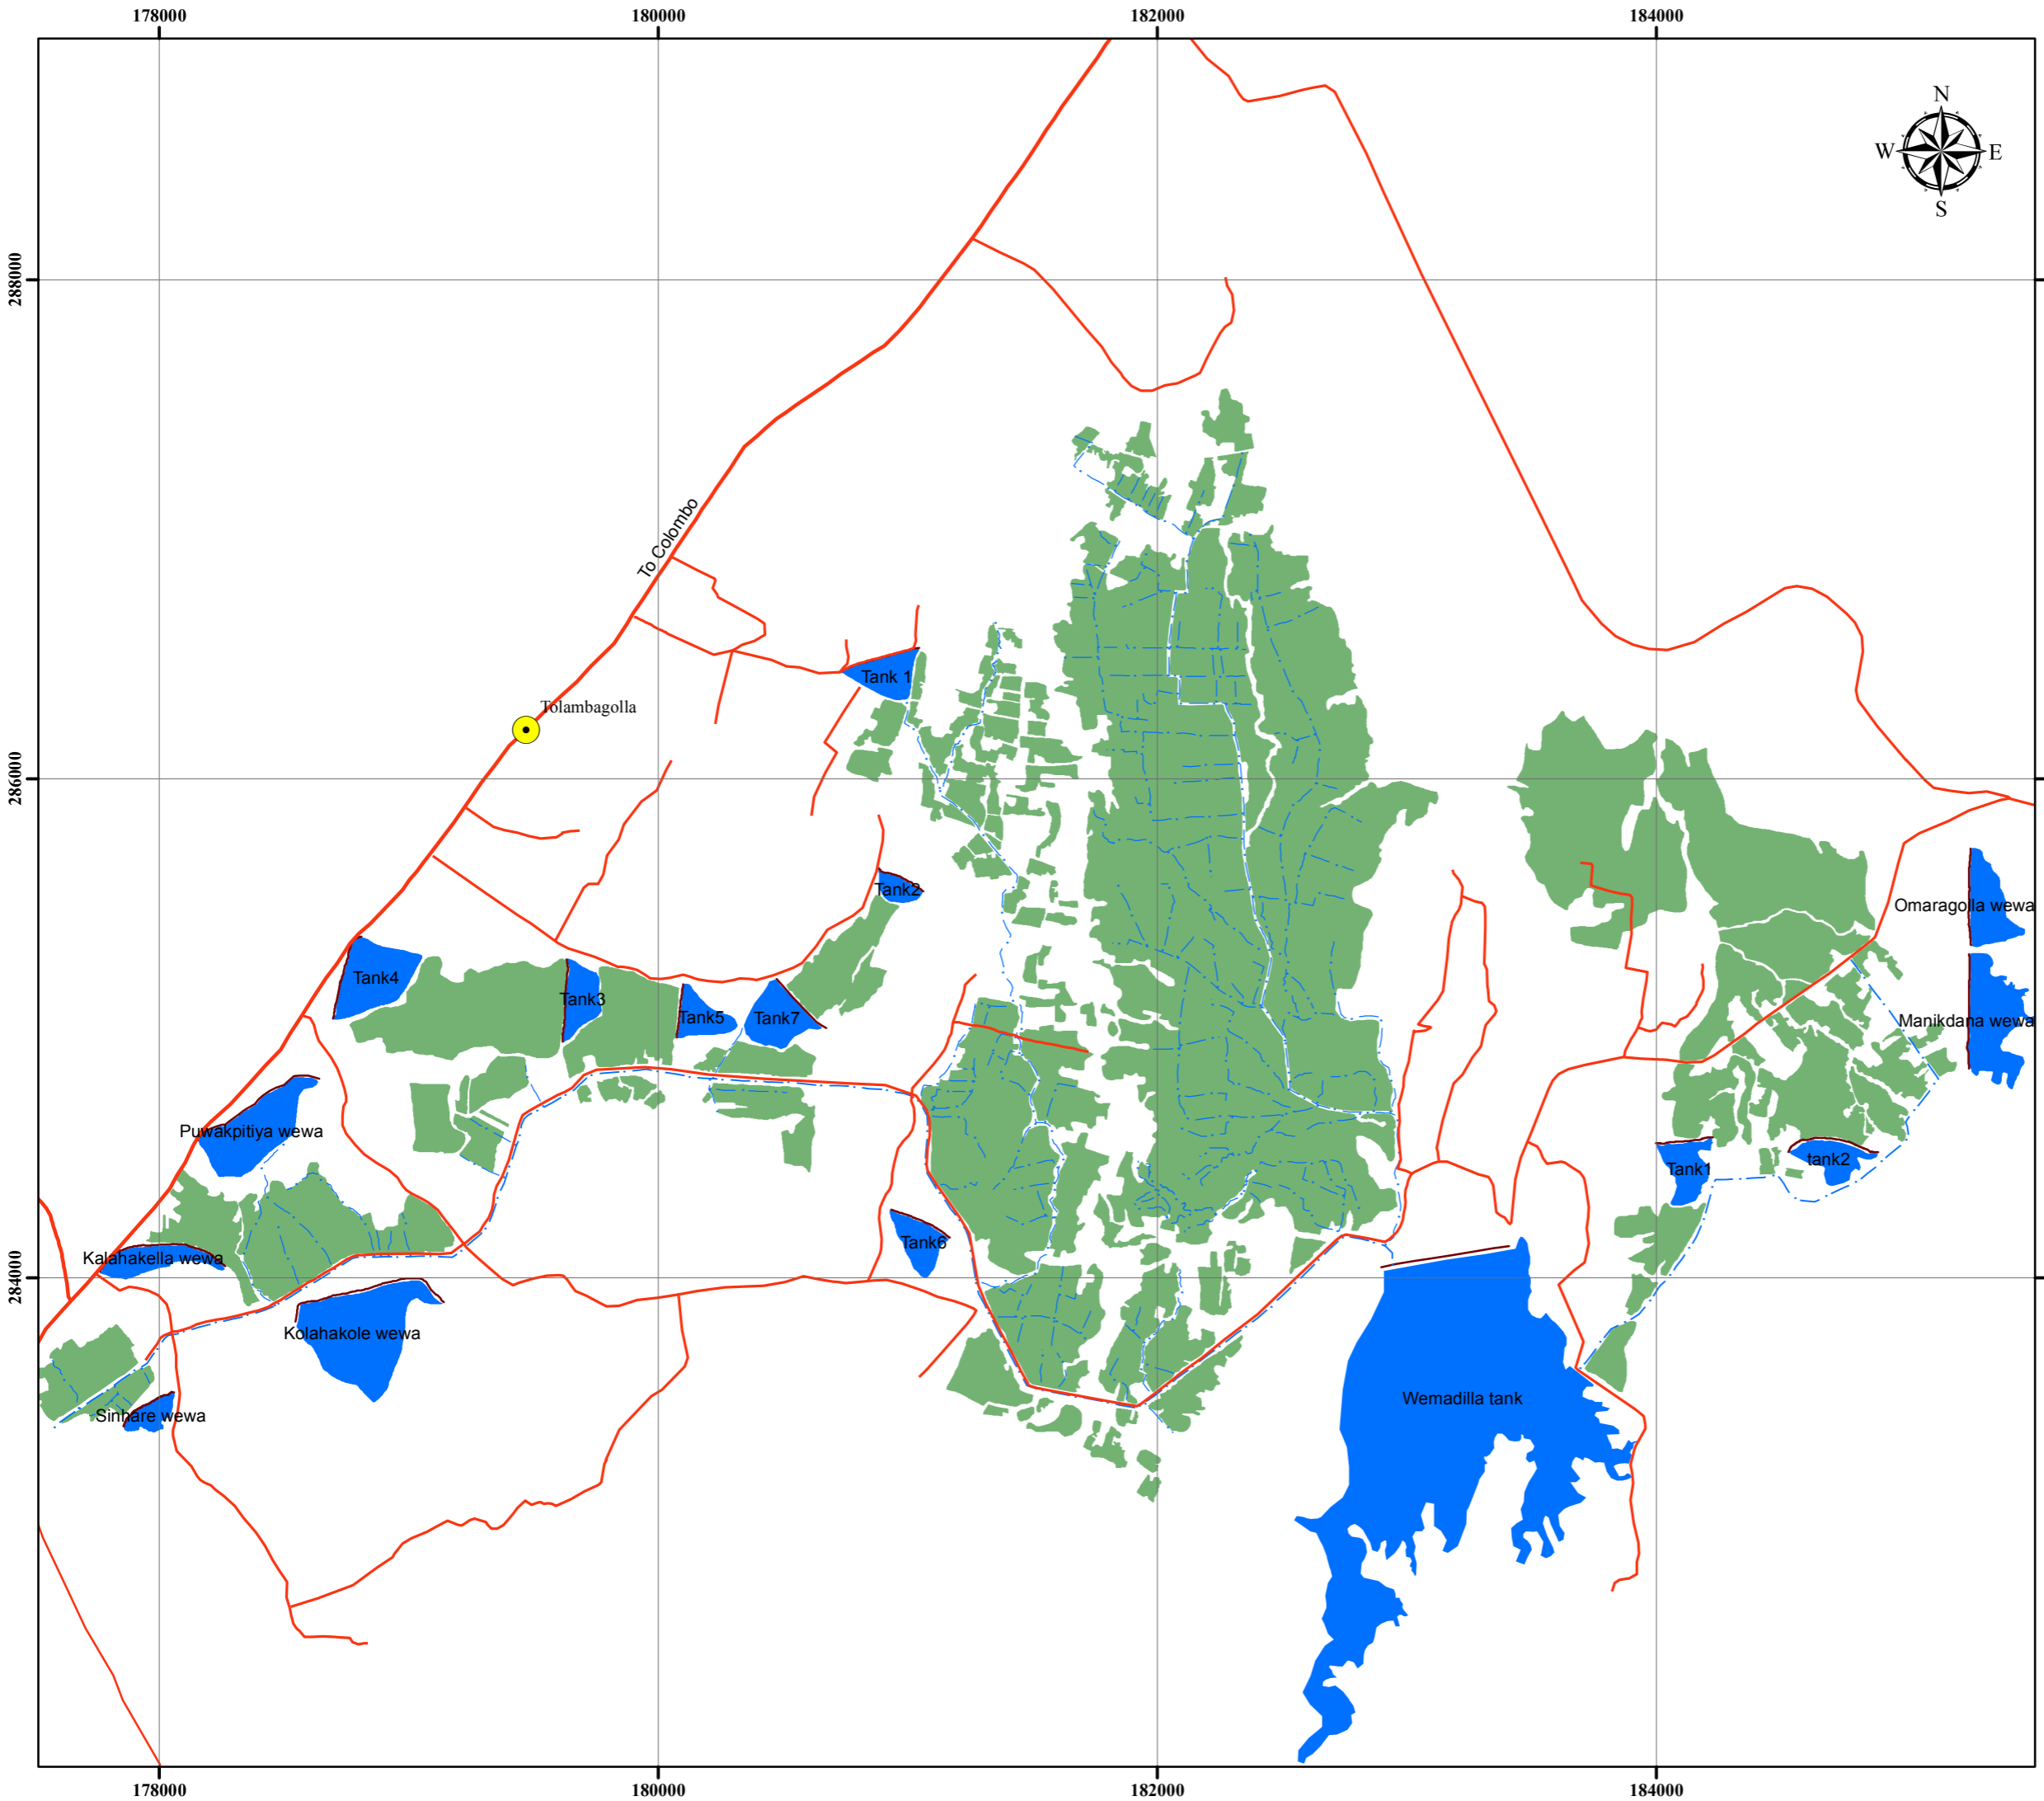 178000
180000
182000
184000
N
W E
S
288000
To Colombo
Tank 1
Tolambagolla
286000
Tank2
Omaragolla wewa
Tank4
Tank3
Tank5
Tank7
Manikdana wewa
Puwakpitiya wewa
Tank1
tank2
Tank6
Kalahakella wewa
284000
Kolahakole wewa
Wemadilla tank
Sinhare wewa
178000
180000
182000
184000